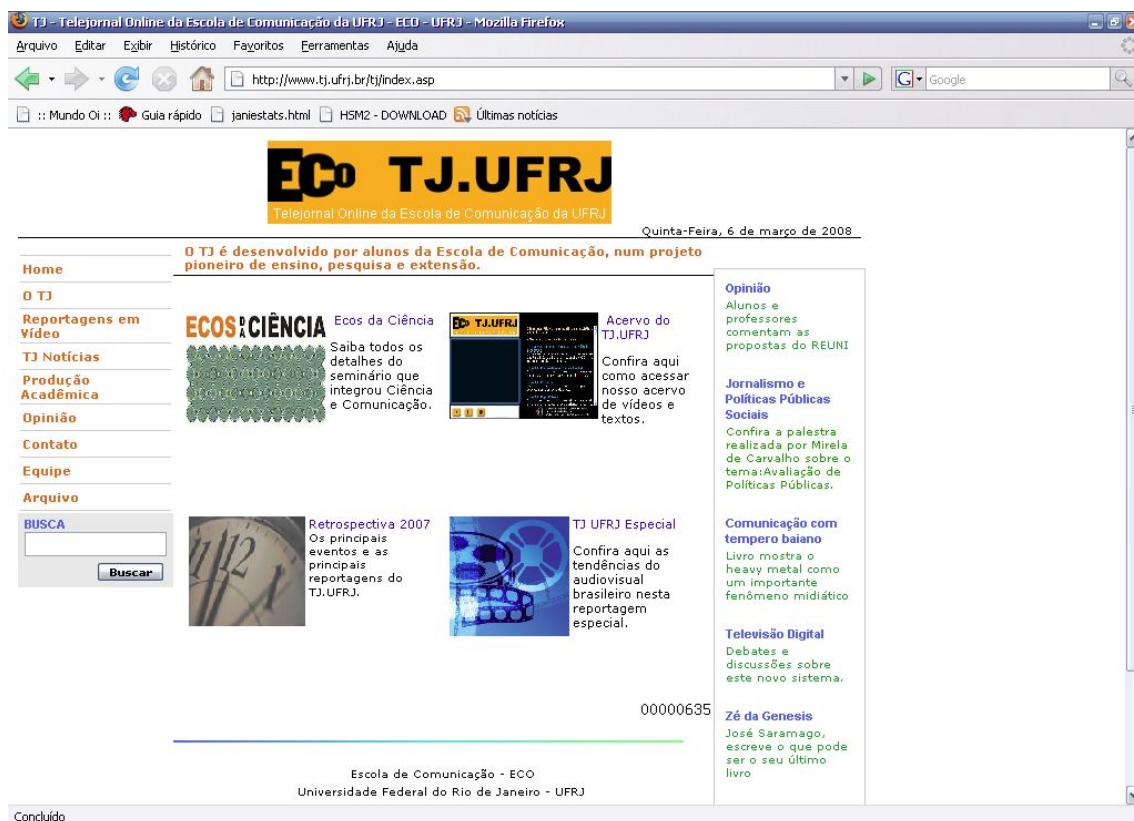 TJ - Telejornal Online da Escola de Comunicação da UFRJ - ECO - UFRJ - Mozilla Firefox
Arquivo Editar Exibir Histórico Favoritos Ferramentas Ajuda
http://www.tj.ufrj.br/tj/index.asp
G Google
:: Mundo Oi :: Guia rápido janiestats.html HSM2 - DOWNLOAD Últimas notícias
ECO TJ.UFRJ
Telejornal Online da Escola de Comunicação da UFRJ
Quinta-Feira, 6 de março de 2008
O TJ é desenvolvido por alunos da Escola de Comunicação, num projeto
pioneiro de ensino, pesquisa e extensão.
Home
O TJ
Reportagens em
Vídeo
TJ Notícias
Produção
Acadêmica
Opinião
Contato
Equipe
Arquivo
BUSCA
Buscar
ECOS DA CIÊNCIA
Ecos da Ciência
Saiba todos os
detalhes do
seminário que
integrou Ciência
e Comunicação.
ECO TJ.UFRJ
Acervo do
TJ.UFRJ
Confira aqui
como acessar
nosso acervo
de vídeos e
textos.
11 12
Retrospectiva 2007
Os principais
eventos e as
principais
reportagens do
TJ.UFRJ.
TJ UFRJ Especial
Confira aqui as
tendências do
audiovisual
brasileiro nesta
reportagem
especial.
00000635
Escola de Comunicação - ECO
Universidade Federal do Rio de Janeiro - UFRJ
Opinião
Alunos e
professores
comentam as
propostas do REUNI
Jornalismo e
Políticas Públicas
Sociais
Confira a palestra
realizada por Mirela
de Carvalho sobre o
tema:Avaliação de
Políticas Públicas.
Comunicação com
tempero baiano
Livro mostra o
heavy metal como
um importante
fenômeno midiático
Televisão Digital
Debates e
discussões sobre
este novo sistema.
Zé da Genesis
José Saramago,
escreve o que pode
ser o seu último
livro
Concluído